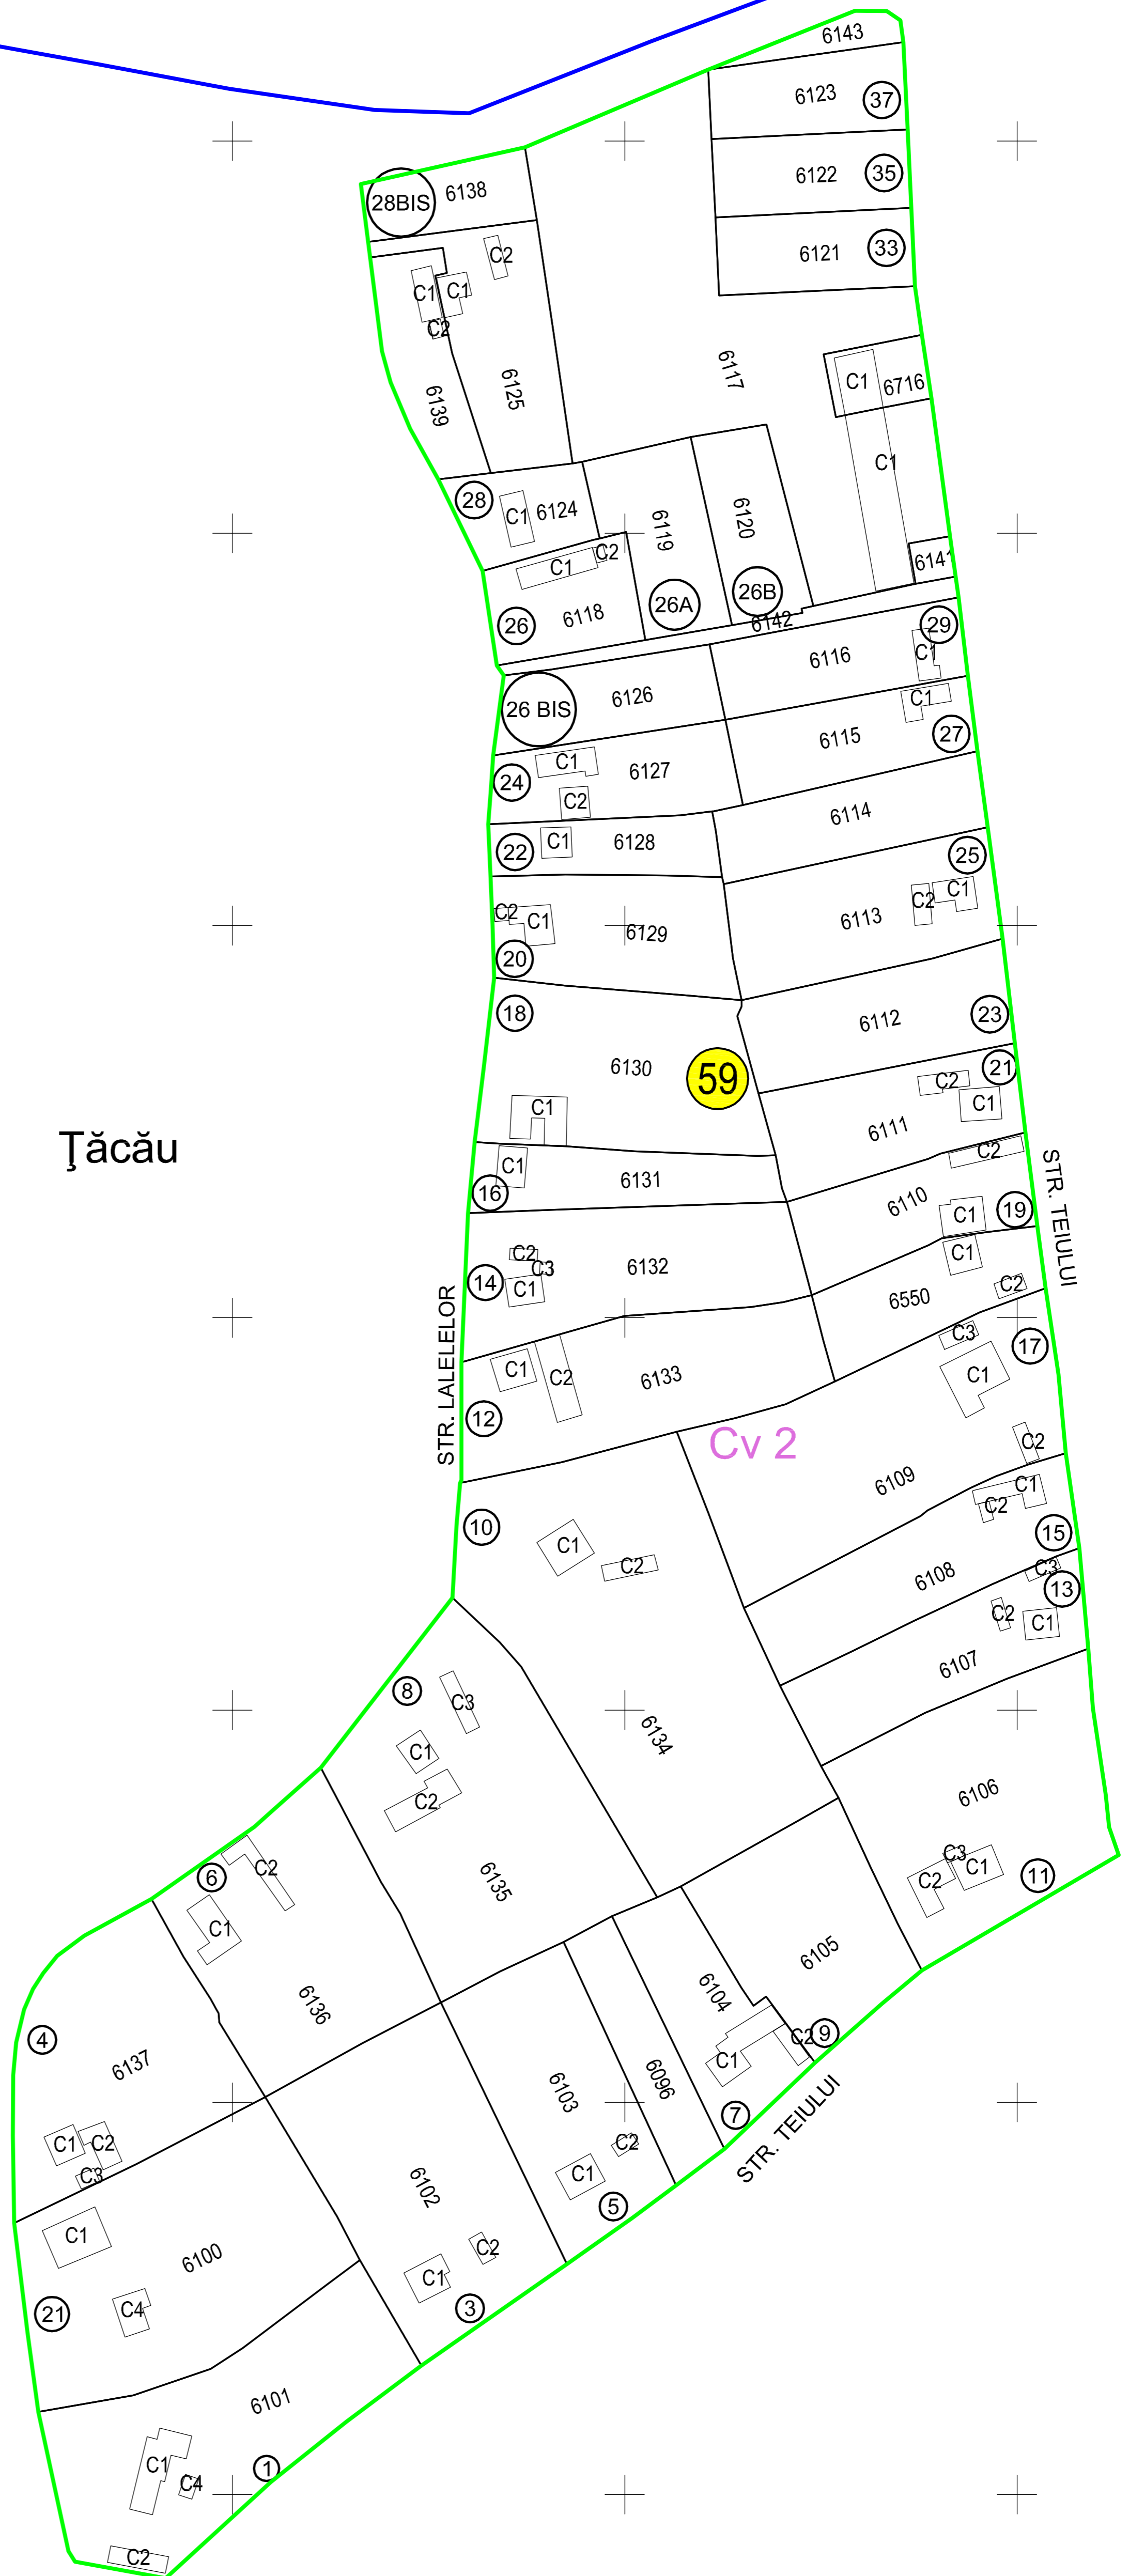 6143
6123
37
6122
35
28BIS
6138
6121
33
C2
C1
C1
C2
6139
6125
6117
C1
6716
C1
28
C1
6124
6119
6120
C2
C1
6141
26
6118
26A
26B
6142
29
6116
C1
6126
26 BIS
C1
6115
27
24
C1
6127
C2
6114
22
C1
6128
25
C2
C1
6129
20
6113
C2
C1
18
6112
23
6130
59
21
C2
C1
C1
6111
Ţăcău
C1
16
6131
C2
STR. TEIULUI
6110
C1
19
C2
C3
14
C1
6132
C1
6550
C2
STR. LALELELOR
C3
17
C1
C2
6133
C1
12
Cv 2
C2
6109
C1
C2
10
C1
C2
15
6108
C3
13
C2
C1
6107
8
C3
C1
6134
C2
6106
6
C2
C3
C1
C2
11
6135
C1
6105
6136
6104
4
C2
9
6137
C1
6103
6096
7
STR. TEIULUI
C1
C2
C3
C2
C1
6102
5
C1
6100
C2
C1
21
C4
3
6101
C1
1
C4
C2